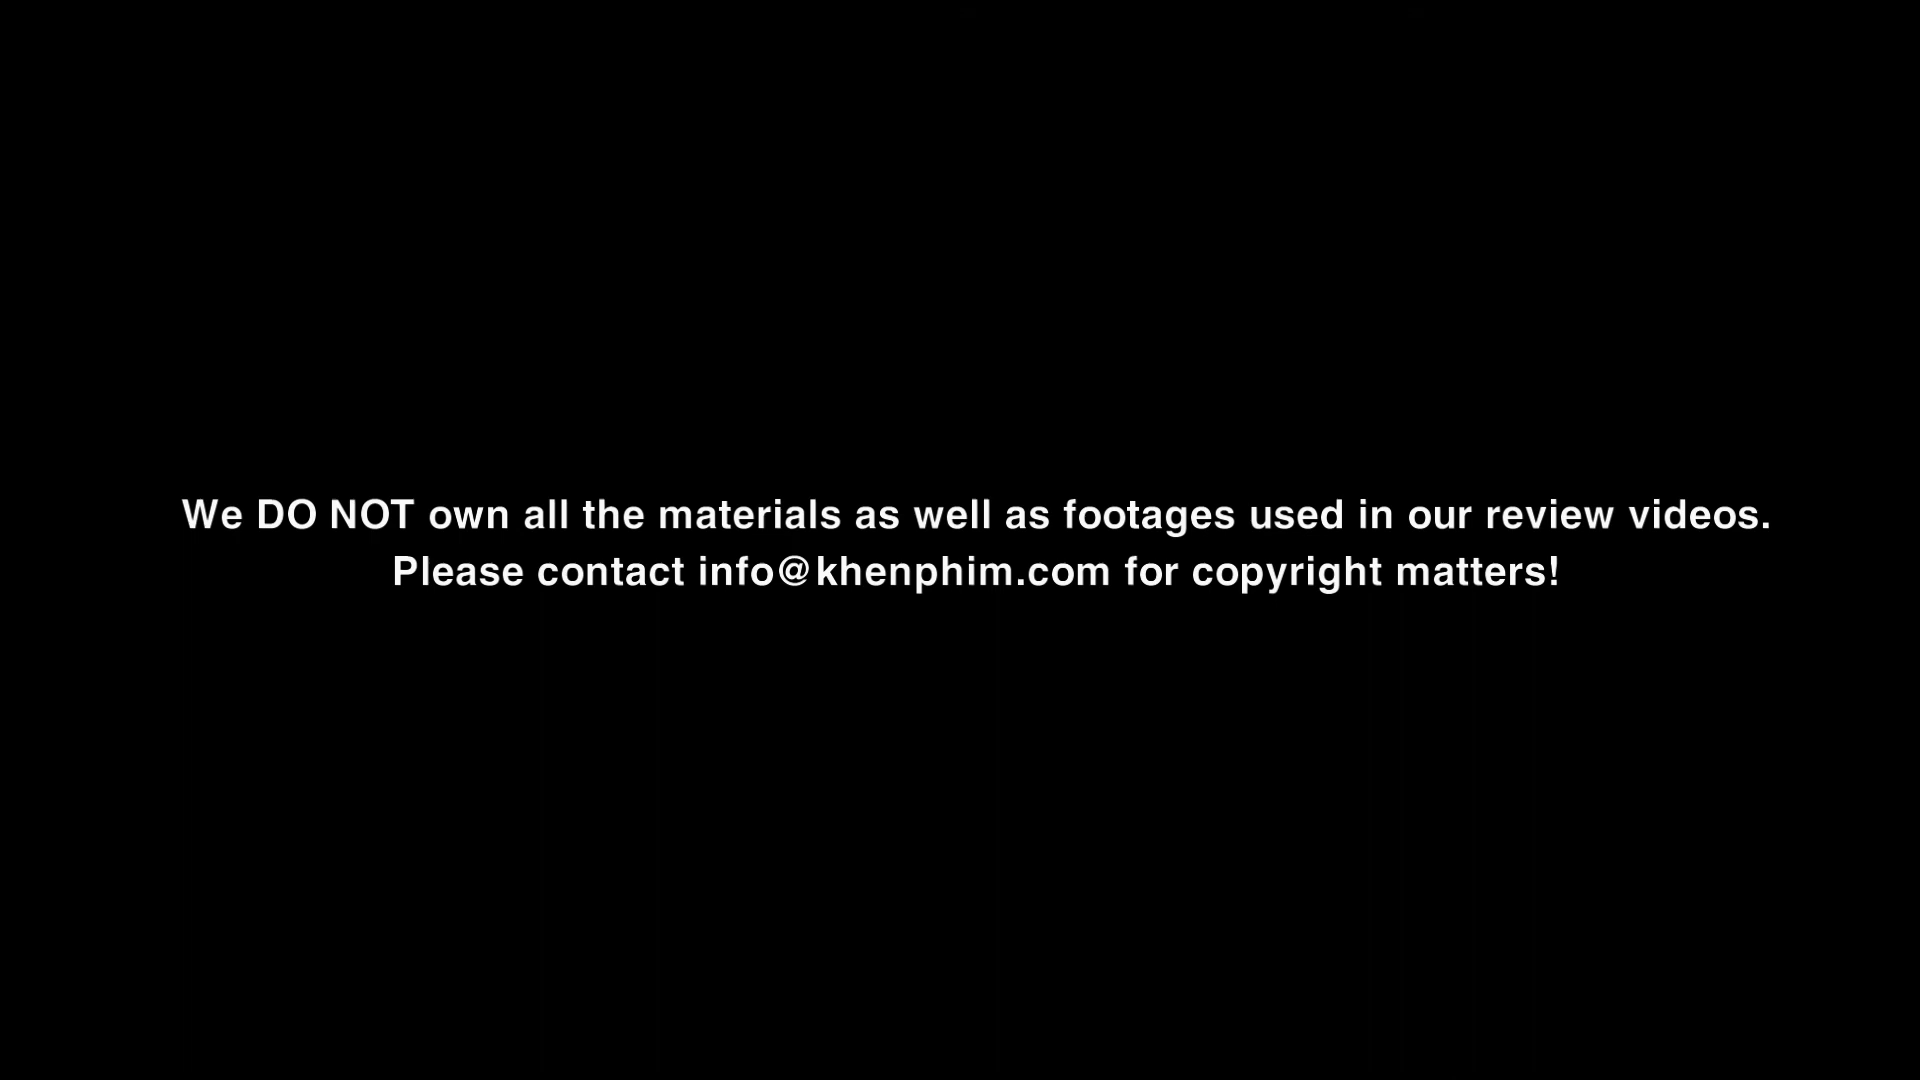 We DO NOT own all the materials as well as footages used in our review videos.
Please contact info@khenphim.com for copyright matters!